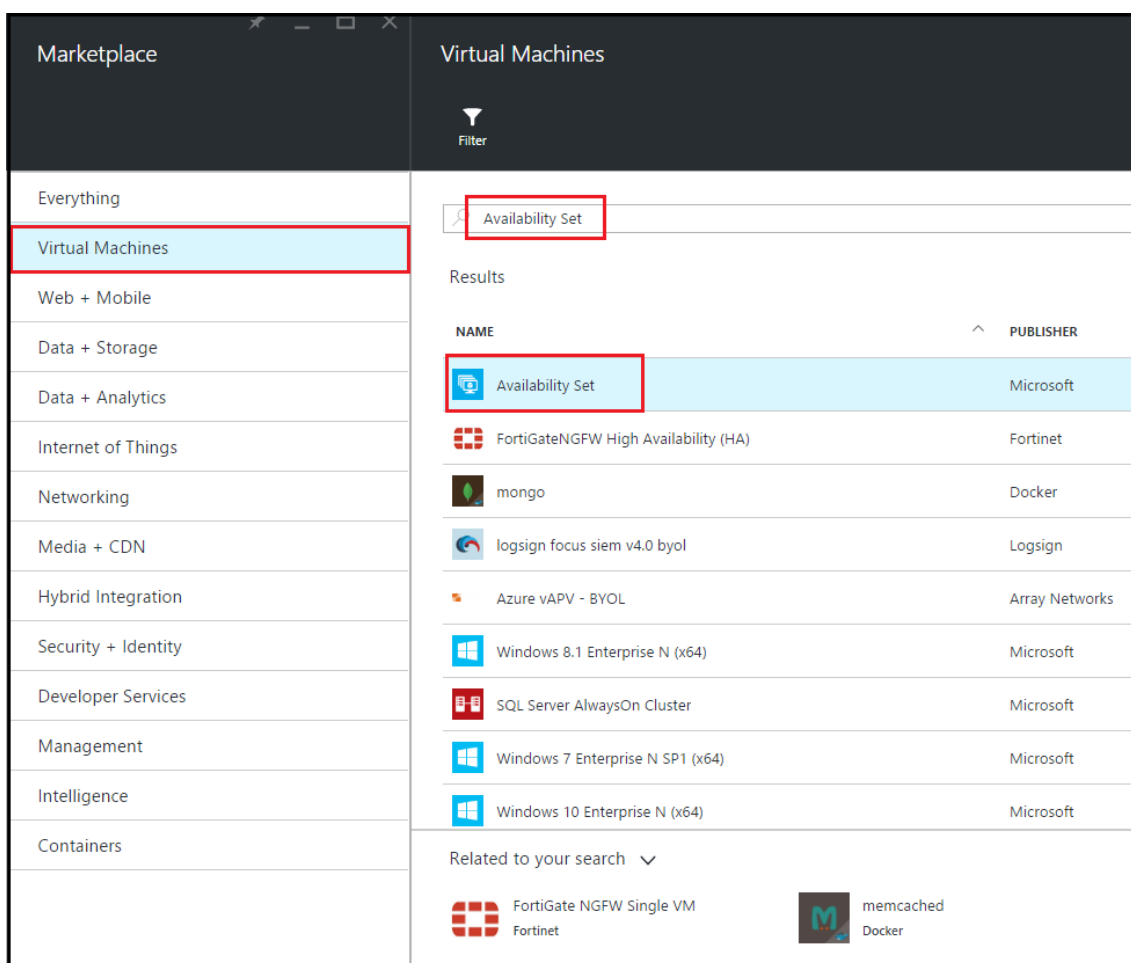 Marketplace
Virtual Machines
Filter
Everything
Virtual Machines
Web + Mobile
Data + Storage
Data + Analytics
Internet of Things
Networking
Media + CDN
Hybrid Integration
Security + Identity
Developer Services
Management
Intelligence
Containers
Availability Set
Results
NAME PUBLISHER
Availability Set Microsoft
FortiGateNGFW High Availability (HA) Fortinet
mongo Docker
logsign focus siem v4.0 byol Logsign
Azure vAPV - BYOL Array Networks
Windows 8.1 Enterprise N (x64) Microsoft
SQL Server AlwaysOn Cluster Microsoft
Windows 7 Enterprise N SP1 (x64) Microsoft
Windows 10 Enterprise N (x64) Microsoft
Related to your search
FortiGate NGFW Single VM
Fortinet
memcached
Docker